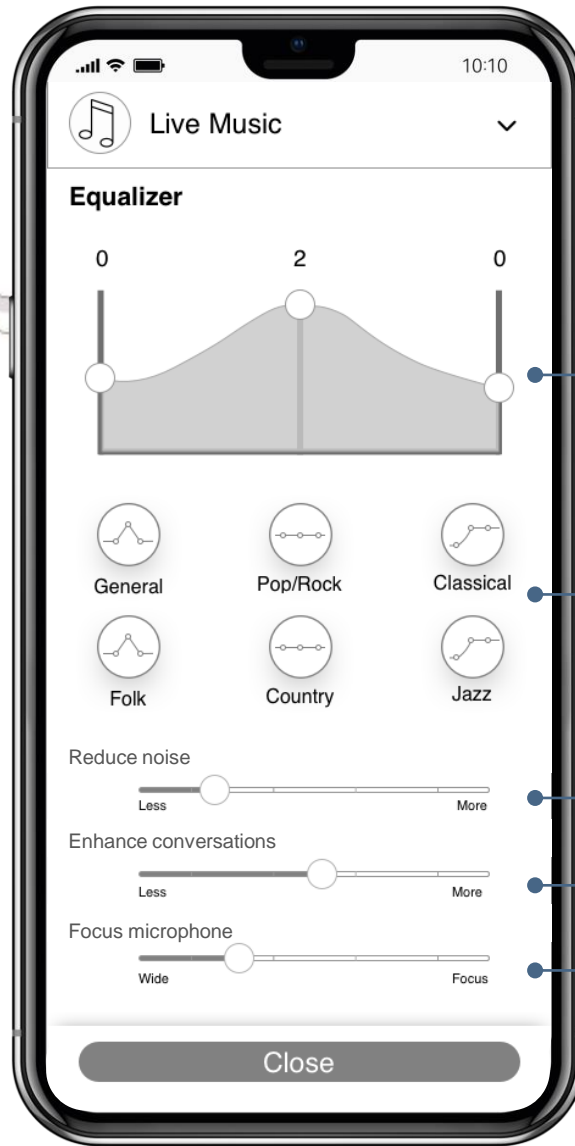 10:10
Live Music
Equalizer
0 2 0
General Pop/Rock Classical
Folk Country Jazz
Reduce noise
Less More
Enhance conversations
Less More
Focus microphone
Wide Focus
Close